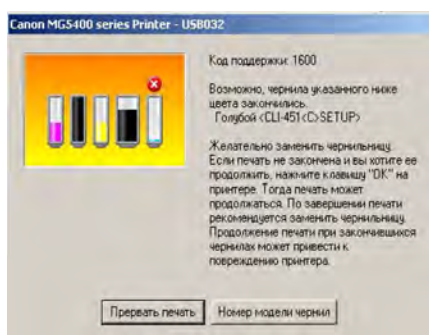 Canon MG5400 series Printer - USB032
Код поддержки: 1600
Возможно, чернила указанного ниже
цвета закончились.
Голубой <CLI-451<C>SETUP>
Желательно заменить чернильницу.
Если печать не закончена и вы хотите ее
продолжить, нажмите клавишу "OK" на
принтере. Тогда печать может
продолжаться. По завершении печати
рекомендуется заменить чернильницу.
Продолжение печати при закончившихся
чернилах может привести к
повреждению принтера.
Прервать печать
Номер модели чернил